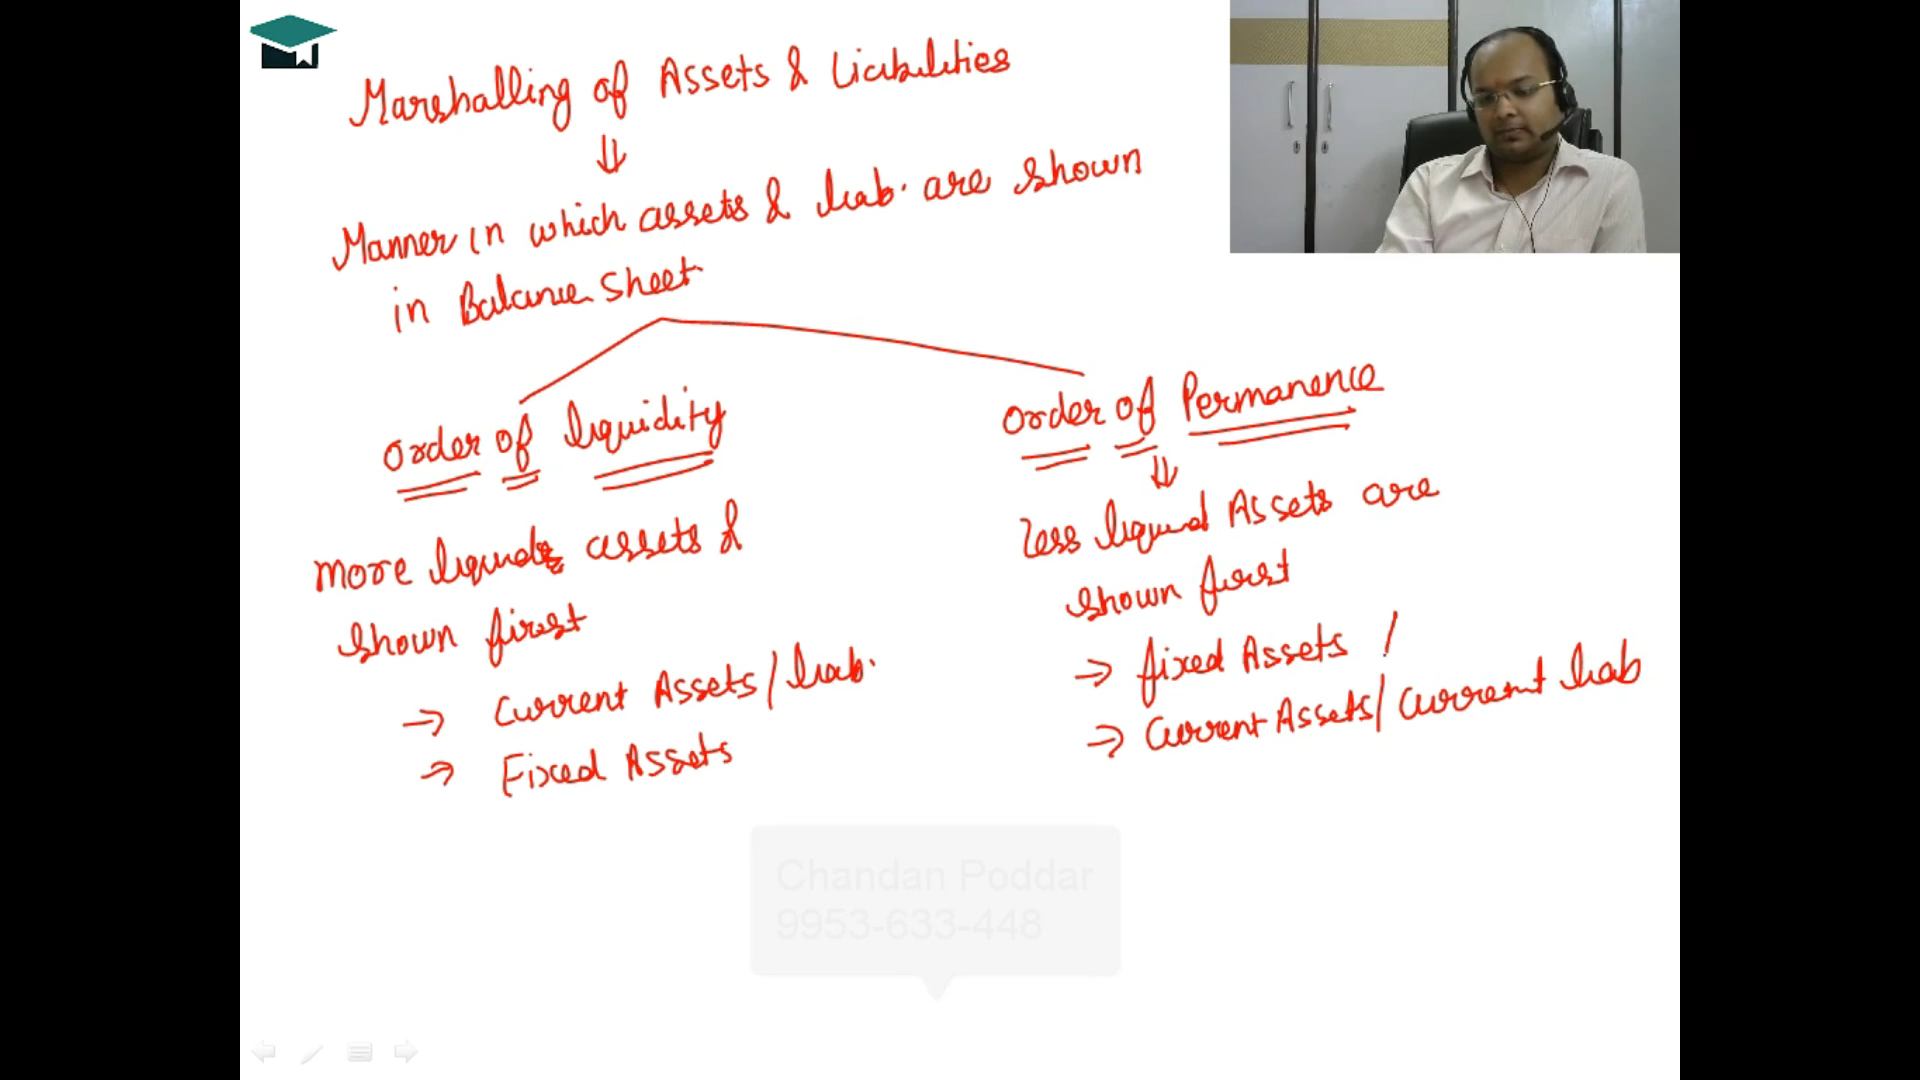 Marshalling of Assets & Liabilities
Manner in which assets & liab. are shown
in Balance Sheet
Order of liquidity
Order of Permanence
More liquid assets &
shown first
→ Current Assets/liab.
→ Fixed Assets
Less liquid Assets are
shown first
→ fixed Assets /
→ Current Assets/Current liab
Chandan Poddar
9953-633-448